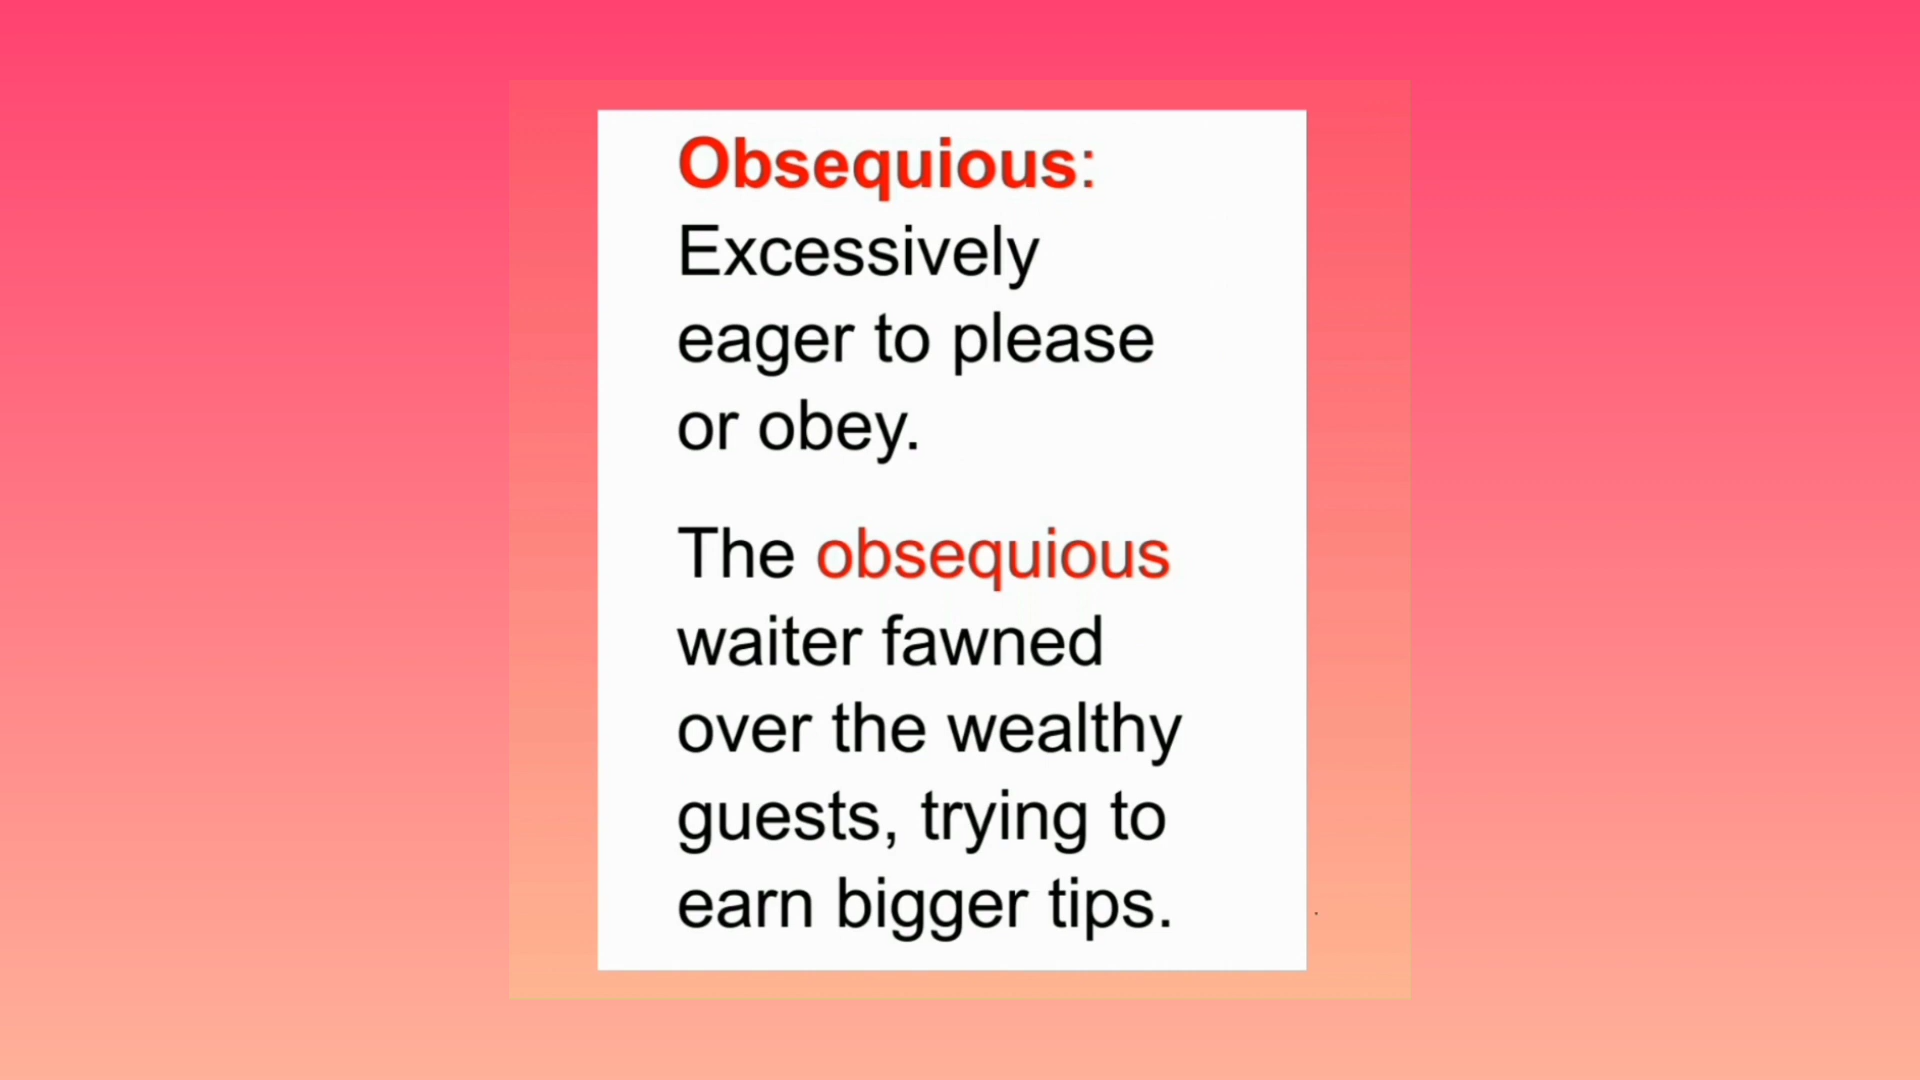 Obsequious:
Excessively
eager to please
or obey.
The obsequious
waiter fawned
over the wealthy
guests, trying to
earn bigger tips.